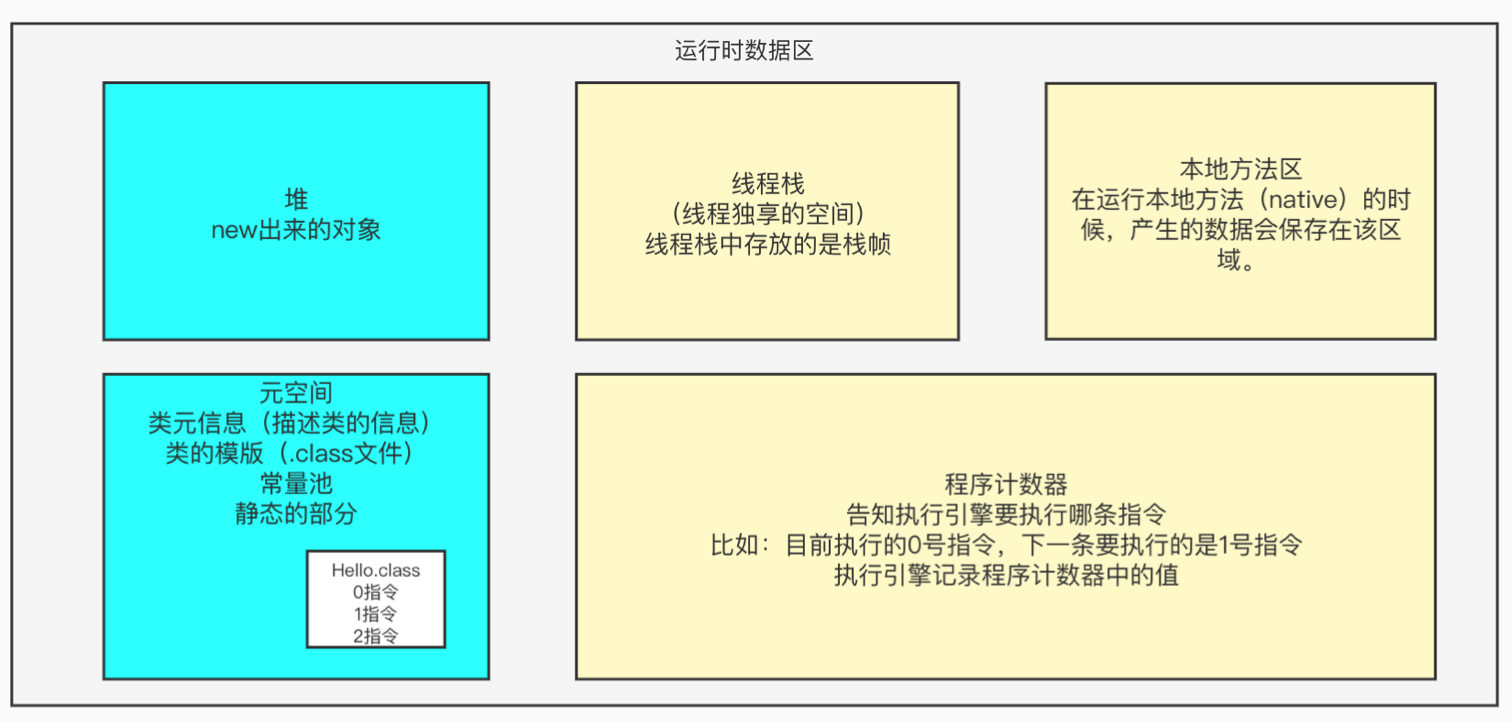 运行时数据区
堆
new出来的对象
线程栈
（线程独享的空间）
线程栈中存放的是栈帧
本地方法区
在运行本地方法（native）的时
候，产生的数据会保存在该区
域。
元空间
类元信息（描述类的信息）
类的模版（.class文件）
常量池
静态的部分
Hello.class
0指令
1指令
2指令
程序计数器
告知执行引擎要执行哪条指令
比如：目前执行的0号指令，下一条要执行的是1号指令
执行引擎记录程序计数器中的值